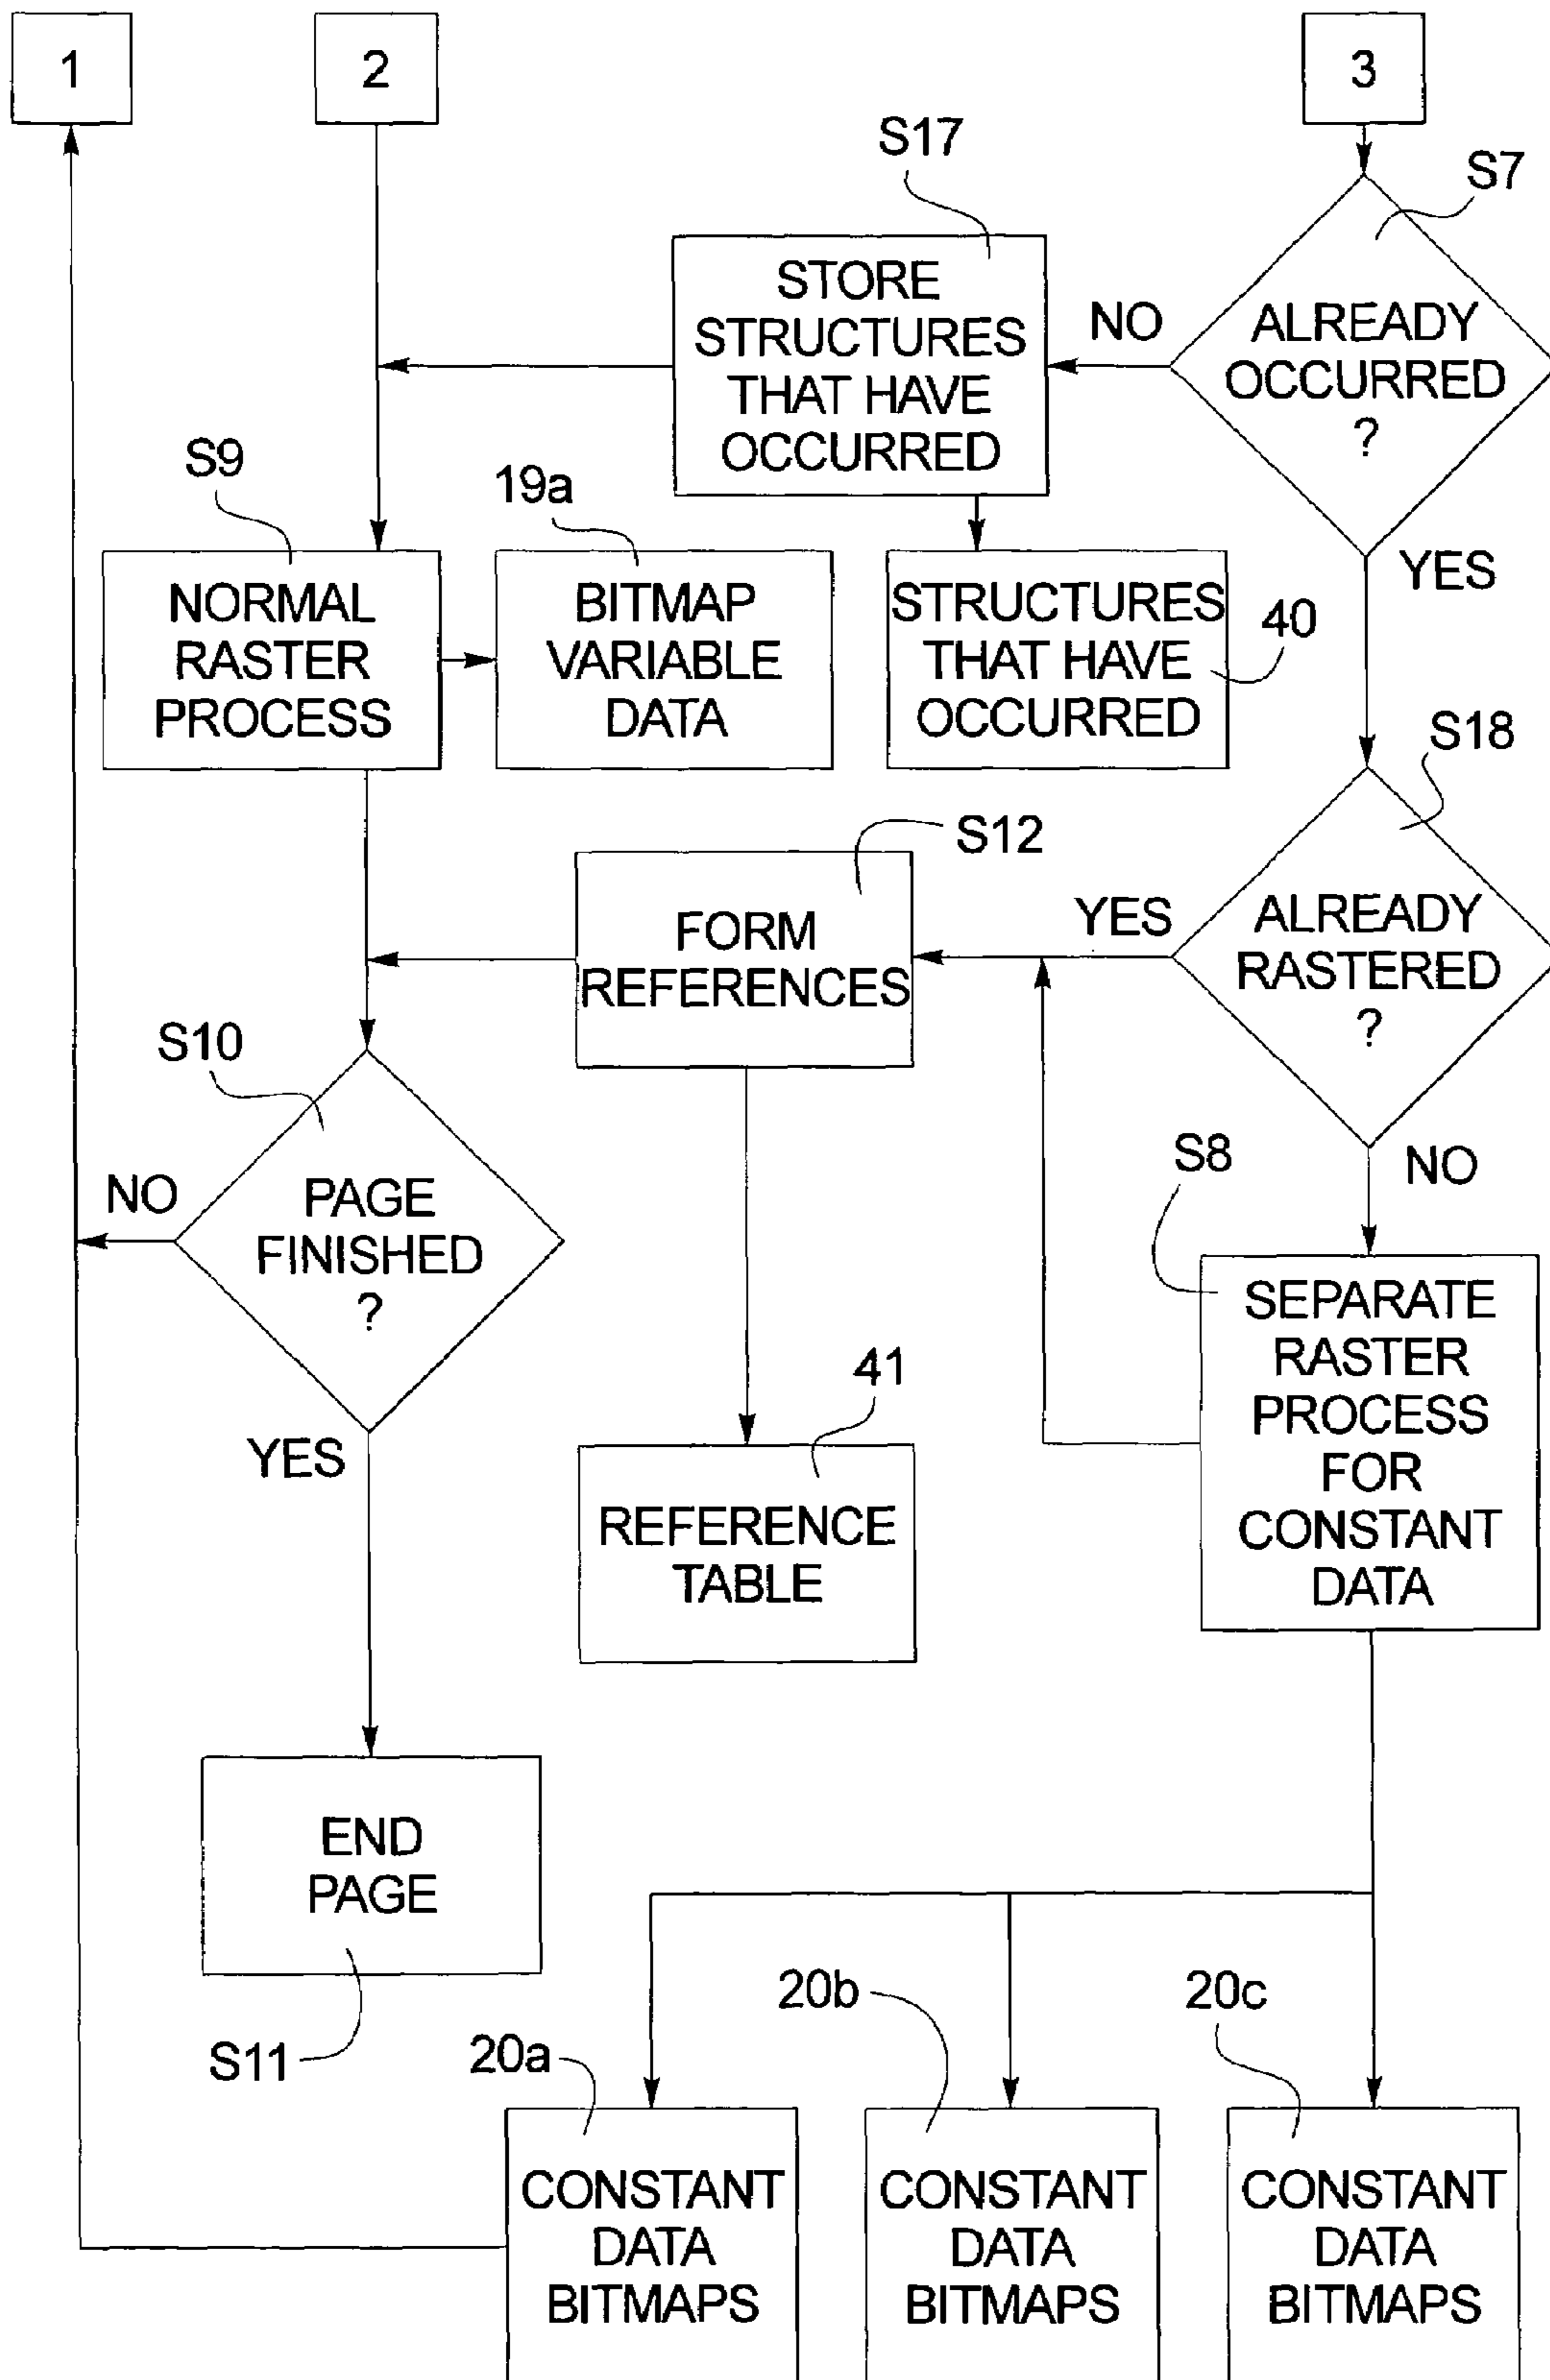 1
2
3
S17
S7
STORE
STRUCTURES
THAT HAVE
OCCURRED
NO
ALREADY
OCCURRED
?
S9
19a
YES
NORMAL
RASTER
PROCESS
BITMAP
VARIABLE
DATA
STRUCTURES
THAT HAVE
OCCURRED
40
S18
S12
FORM
REFERENCES
YES
ALREADY
RASTERED
?
S10
NO
PAGE
FINISHED
?
S8
NO
SEPARATE
RASTER
PROCESS
FOR
CONSTANT
DATA
YES
41
REFERENCE
TABLE
END
PAGE
S11
20a
20b
20c
CONSTANT
DATA
BITMAPS
CONSTANT
DATA
BITMAPS
CONSTANT
DATA
BITMAPS